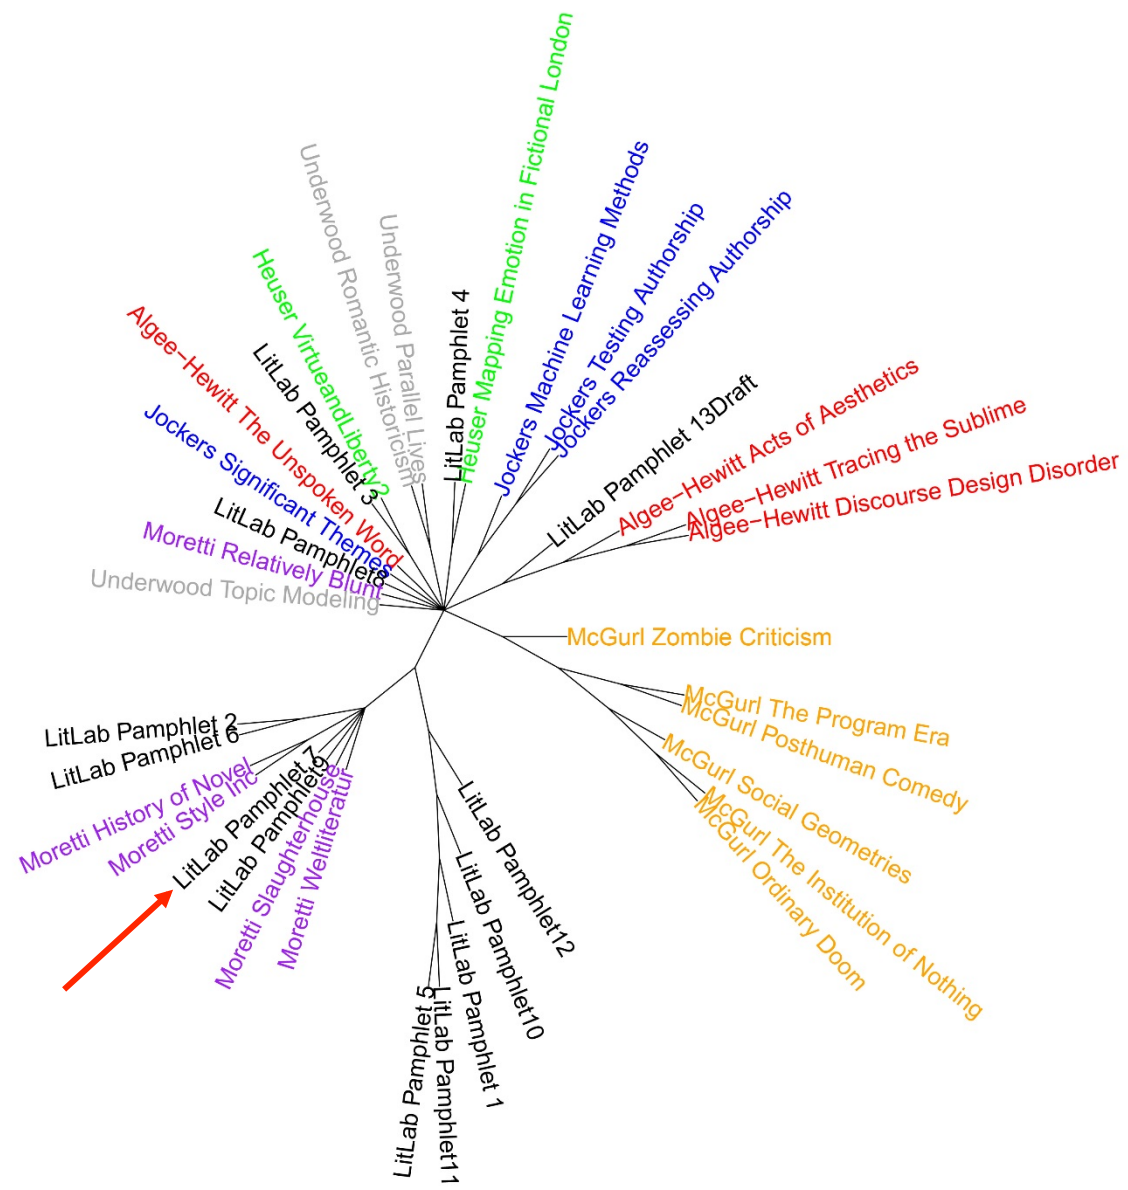 Heuser Mapping Emotion in Fictional London
Jockers Machine Learning Methods
Jockers Testing Authorship
Jockers Reassessing Authorship
LitLab Pamphlet 13Draft
Algee−Hewitt Acts of Aesthetics
Algee−Hewitt Tracing the Sublime
Algee−Hewitt Discourse Design Disorder
McGurl Zombie Criticism
McGurl The Program Era
McGurl Posthuman Comedy
McGurl Social Geometries
McGurl The Institution of Nothing
McGurl Ordinary Doom
LitLab Pamphlet12
LitLab Pamphlet10
LitLab Pamphlet 1
LitLab Pamphlet11
LitLab Pamphlet 5
Moretti Weltliteratur
Moretti Slaughterhouse
LitLab Pamphlet9
LitLab Pamphlet 7
Moretti Style Inc
Moretti History of Novel
LitLab Pamphlet 6
LitLab Pamphlet 2
Underwood Topic Modeling
Moretti Relatively Blunt
LitLab Pamphlet8
Jockers Significant Themes
Algee−Hewitt The Unspoken Word
LitLab Pamphlet 3
Heuser VirtueandLiberty2
Underwood Romantic Historicism
Underwood Parallel Lives
LitLab Pamphlet 4